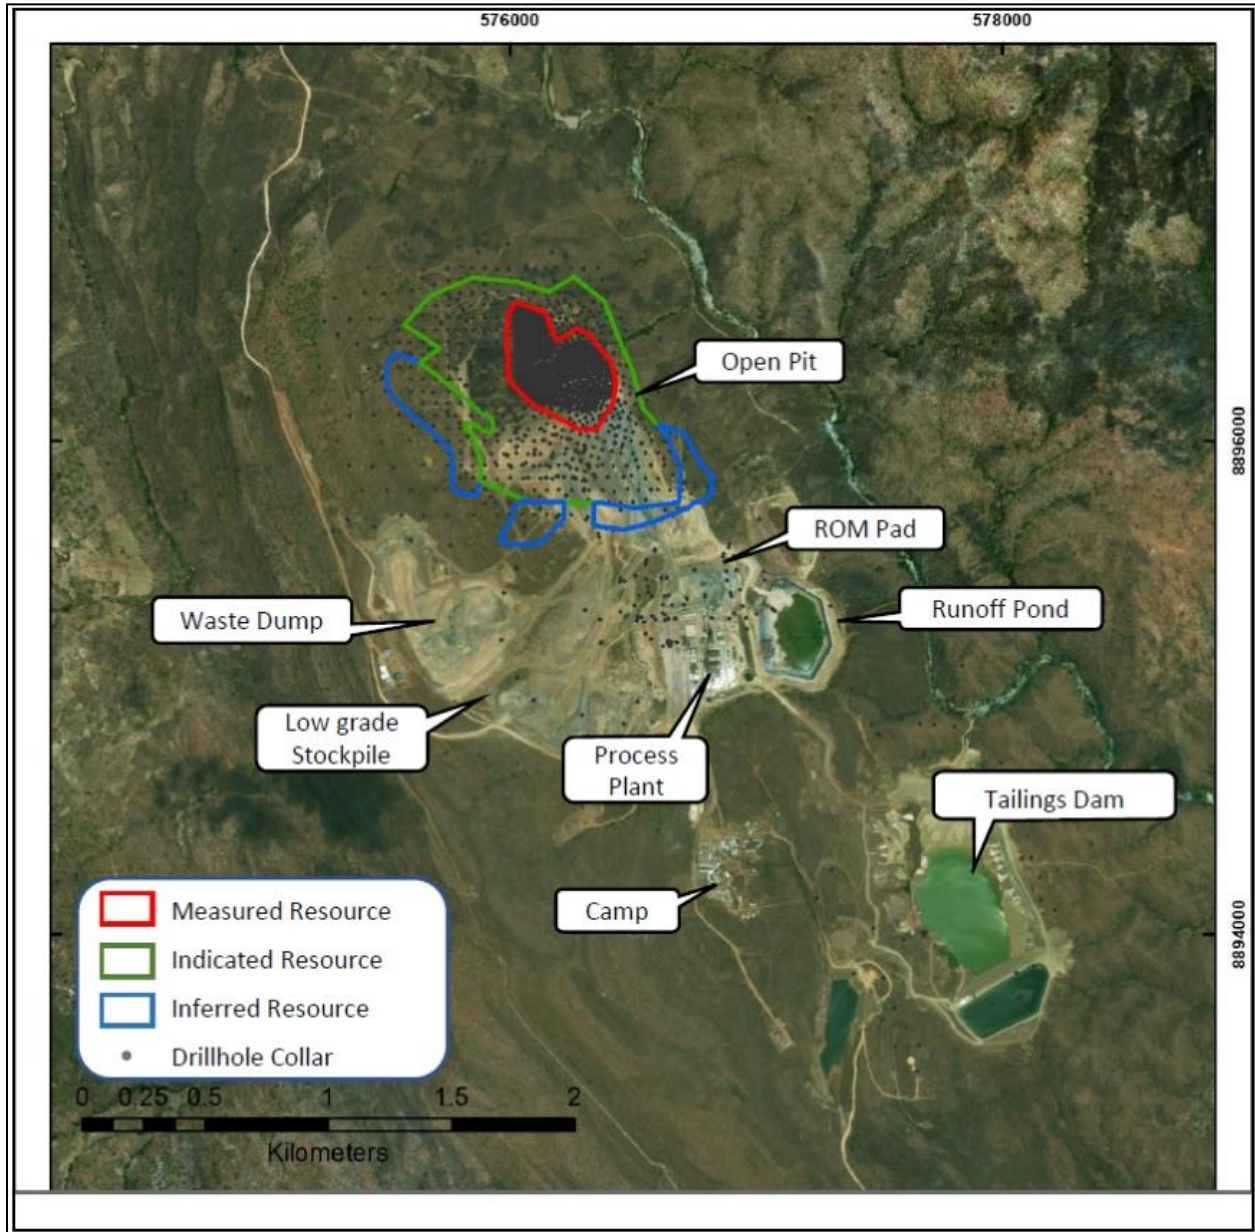 576000
578000
Open Pit
8896000
ROM Pad
Waste Dump
Runoff Pond
Low grade
Stockpile
Process
Plant
Tailings Dam
Camp
8894000
Measured Resource
Indicated Resource
Inferred Resource
Drillhole Collar
0 0.25 0.5 1 1.5 2
Kilometers